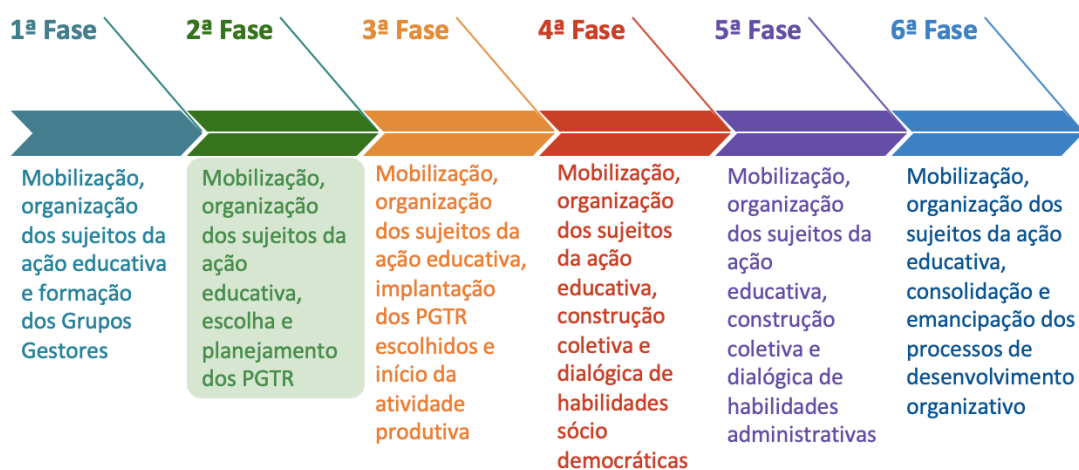 1ª Fase
2ª Fase
3ª Fase
4ª Fase
5ª Fase
6ª Fase
Mobilização,
organização
dos sujeitos da
ação educativa
e formação
dos Grupos
Gestores
Mobilização,
organização
dos sujeitos da
ação
educativa,
escolha e
planejamento
dos PGTR
Mobilização,
organização
dos sujeitos da
ação educativa,
implantação
dos PGTR
escolhidos e
início da
atividade
produtiva
Mobilização,
organização
dos sujeitos
da ação
educativa,
construção
coletiva e
dialógica de
habilidades
sócio
democráticas
Mobilização,
organização
dos sujeitos da
ação
educativa,
construção
coletiva e
dialógica de
habilidades
administrativas
Mobilização,
organização dos
sujeitos da ação
educativa,
consolidação e
emancipação dos
processos de
desenvolvimento
organizativo